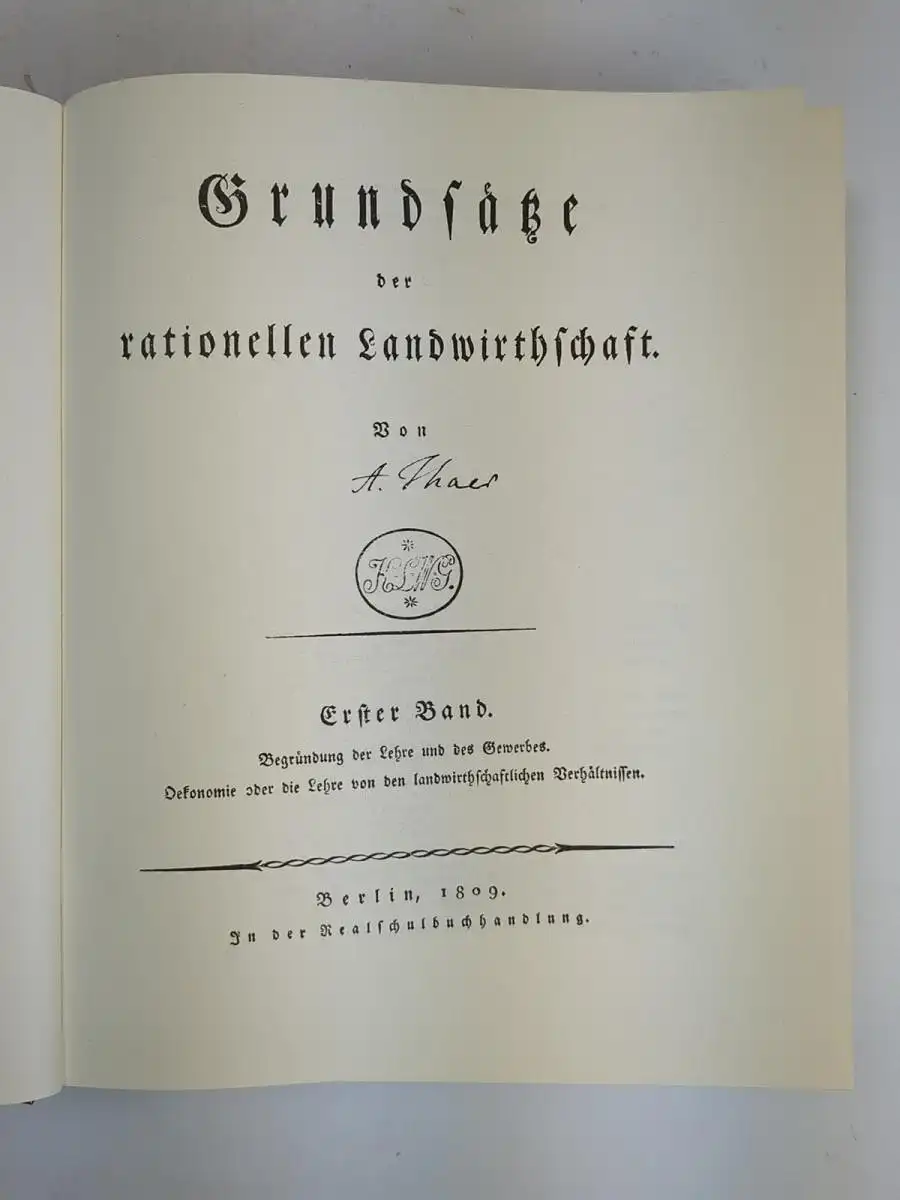 Grundſätze
der
rationellen Landwirthſchaft.
Von
A. Thaer
KLWG.
Erſter Band.
Begründung der Lehre und des Gewerbes.
Oekonomie oder die Lehre von den landwirthſchaftlichen Verhältniſſen.
Berlin, 1809.
In der Realſchulbuchhandlung.